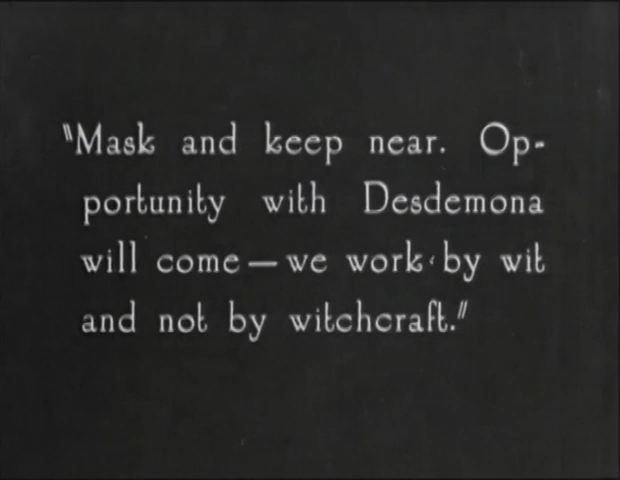 "Mask and keep near. Op-
portunity with Desdemona
will come — we work by wit
and not by witchcraft."